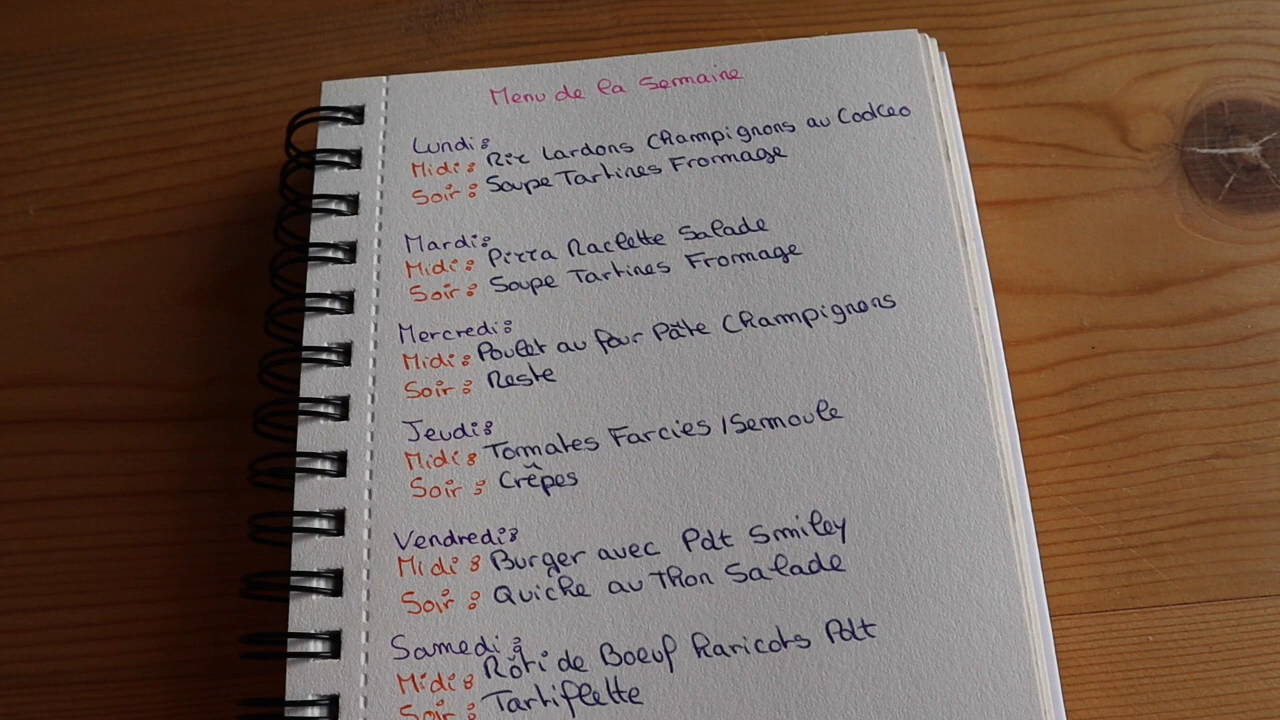 Menu de la Semaine
Lundi :
Midi : Riz Lardons Champignons au Cookeo
Soir : Soupe Tartines Fromage
Mardi :
Midi : Pizza Raclette Salade
Soir : Soupe Tartines Fromage
Mercredi :
Midi : Poulet au four Pâte Champignons
Soir : Reste
Jeudi :
Midi : Tomates Farcies / Semoule
Soir : Crêpes
Vendredi :
Midi : Burger avec Pdt Smiley
Soir : Quiche au Thon Salade
Samedi :
Midi : Rôti de Boeuf Haricots Pdt
Soir : Tartiflette